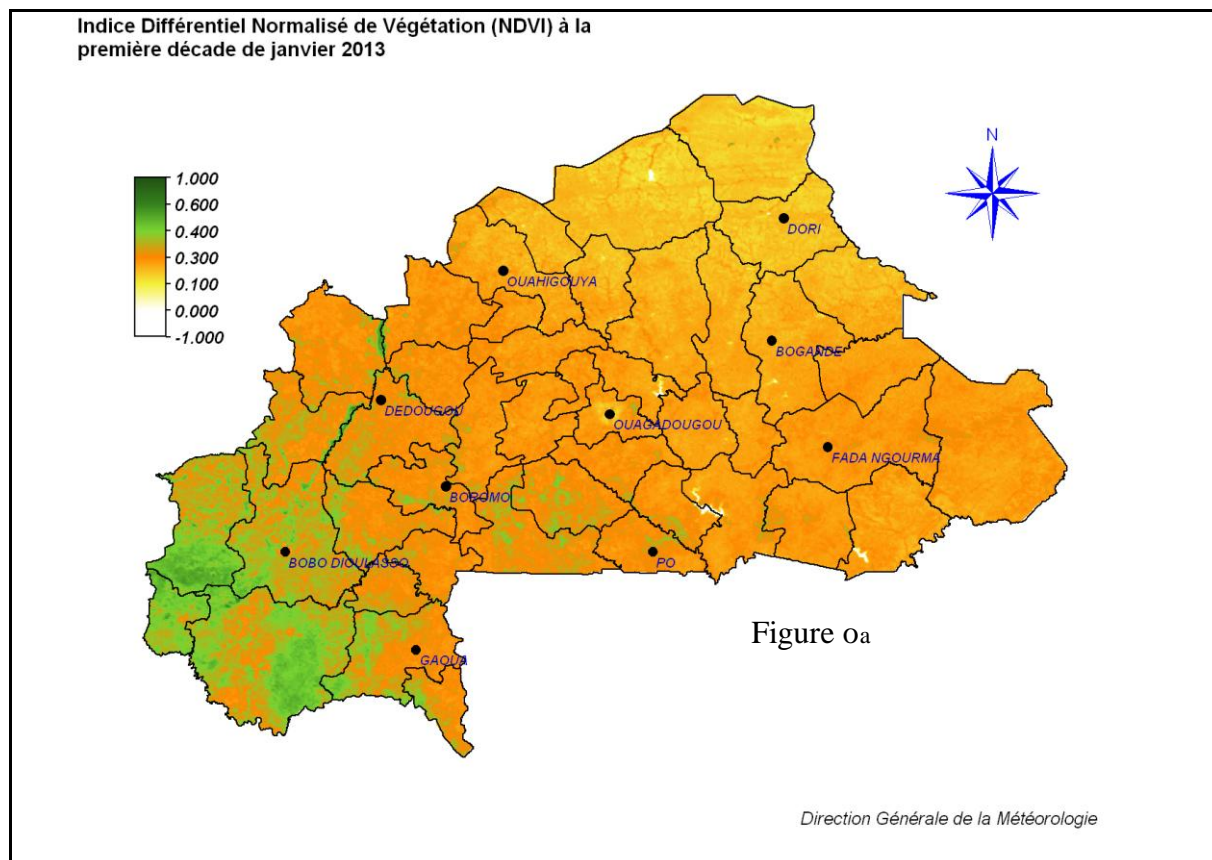 Indice Différentiel Normalisé de Végétation (NDVI) à la
première décade de janvier 2013
N
1.000
0.600
0.400
0.300
0.100
0.000
-1.000
DORI
OUAHIGOUYA
BOGANDE
DEDOUGOU
OUAGADOUGOU
FADA NGOURMA
BOROMO
BOBO DIOULASSO
PO
Figure 0a
GAOUA
Direction Générale de la Météorologie